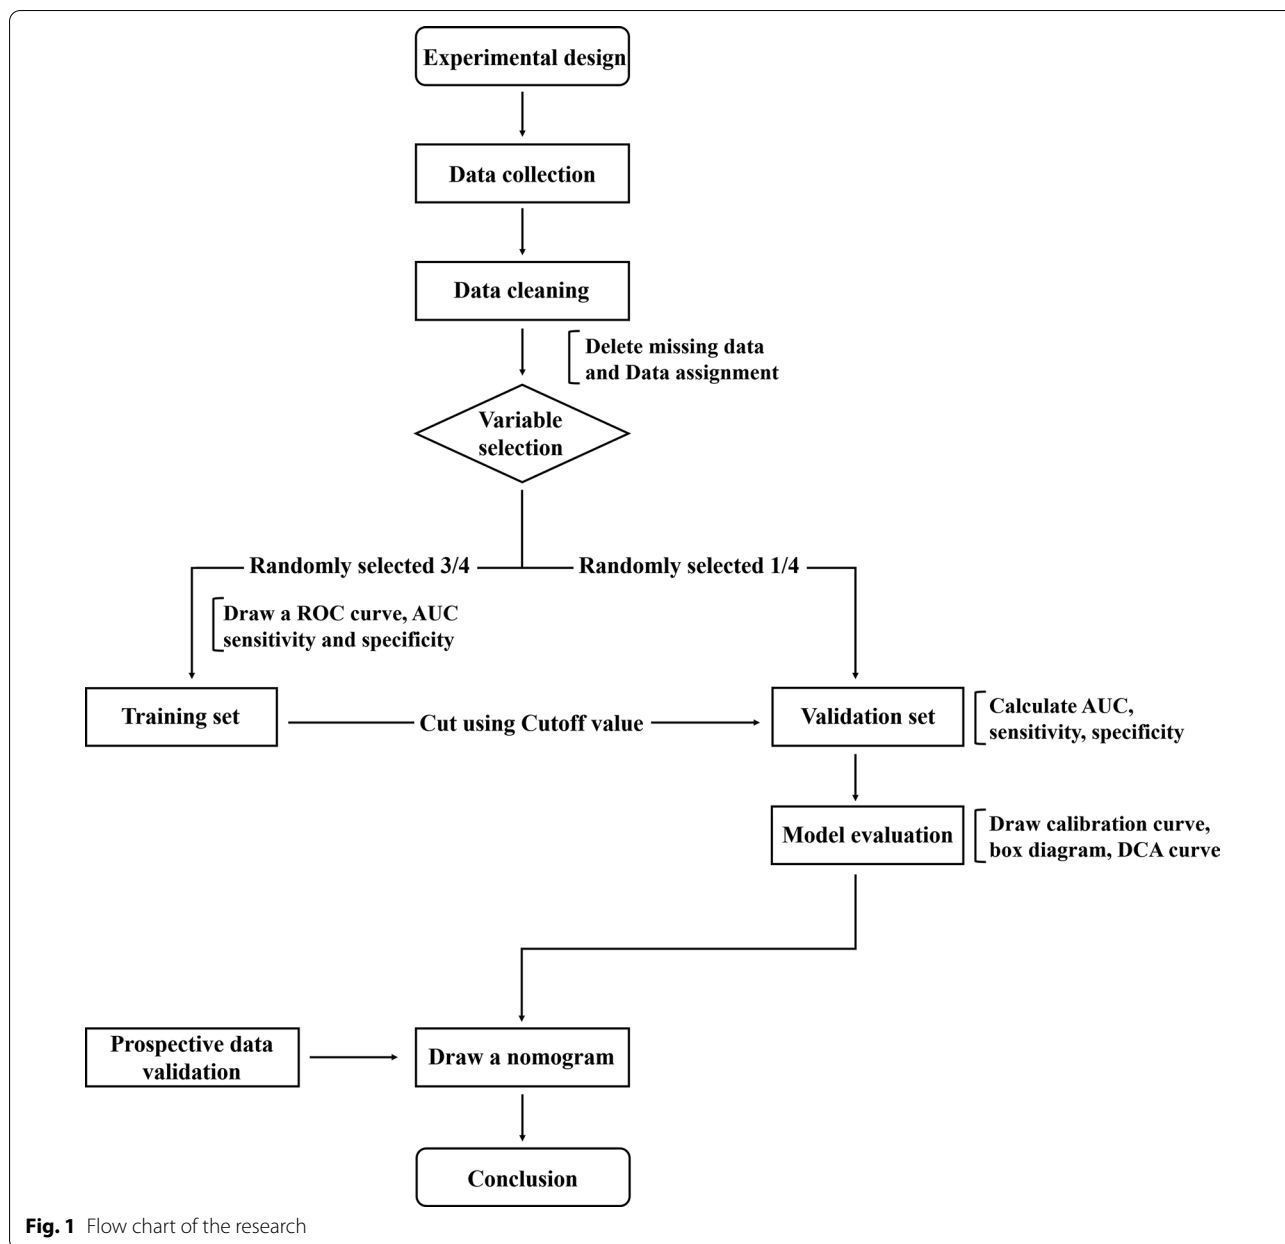 Experimental design
Data collection
Data cleaning
Delete missing data
and Data assignment
Variable
selection
Randomly selected 3/4
Randomly selected 1/4
Draw a ROC curve, AUC
sensitivity and specificity
Training set
Cut using Cutoff value
Validation set
Calculate AUC,
sensitivity, specificity
Model evaluation
Draw calibration curve,
box diagram, DCA curve
Prospective data
validation
Draw a nomogram
Conclusion
Fig. 1 Flow chart of the research